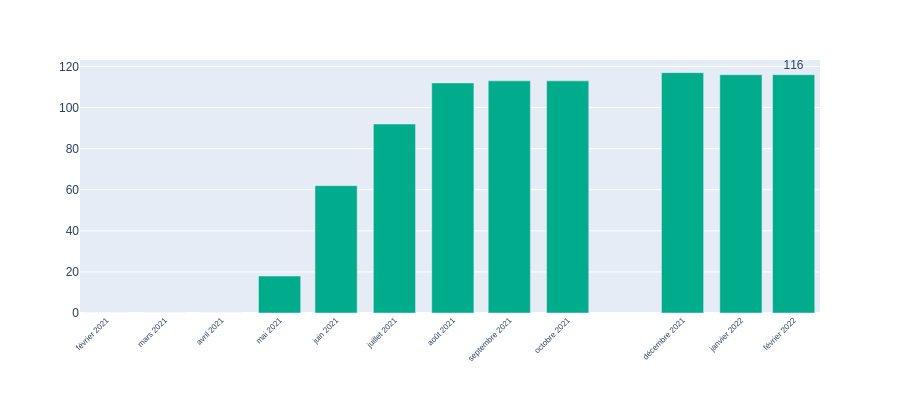 116
120
100
80
60
40
20
0
février 2021
mars 2021
avril 2021
mai 2021
juin 2021
juillet 2021
août 2021
septembre 2021
octobre 2021
décembre 2021
janvier 2022
février 2022